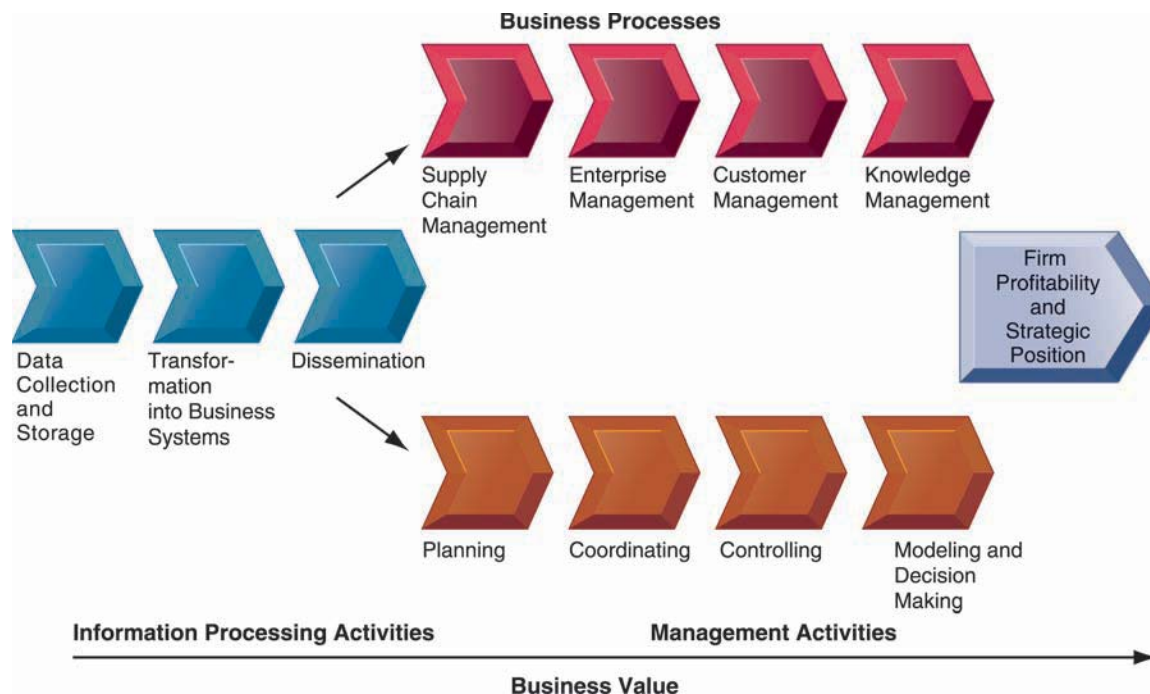 Business Processes
Supply
Chain
Management
Enterprise
Management
Customer
Management
Knowledge
Management
Data
Collection
and
Storage
Transfor-
mation
into Business
Systems
Dissemination
Firm
Profitability
and
Strategic
Position
Planning
Coordinating
Controlling
Modeling and
Decision
Making
Information Processing Activities
Management Activities
Business Value